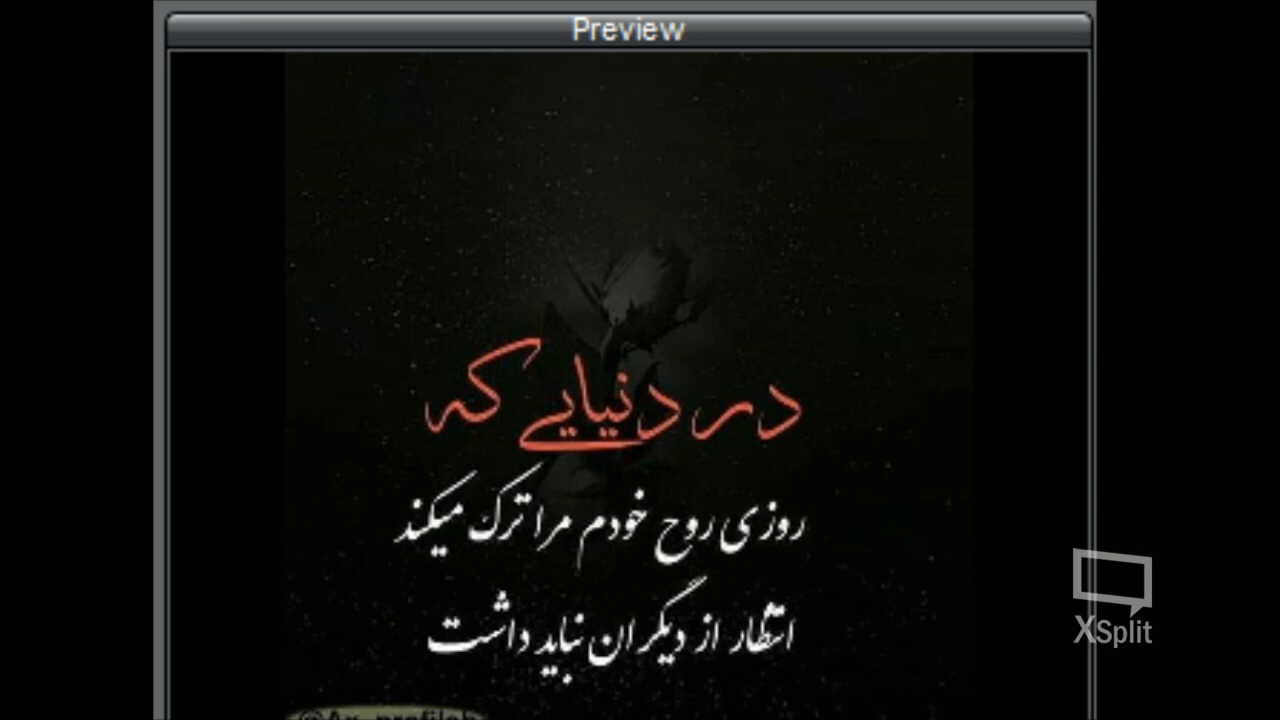 Preview
در دنیایی که
روزی روح خودم مرا ترک میکند
انتظار از دیگران نباید داشت
XSplit